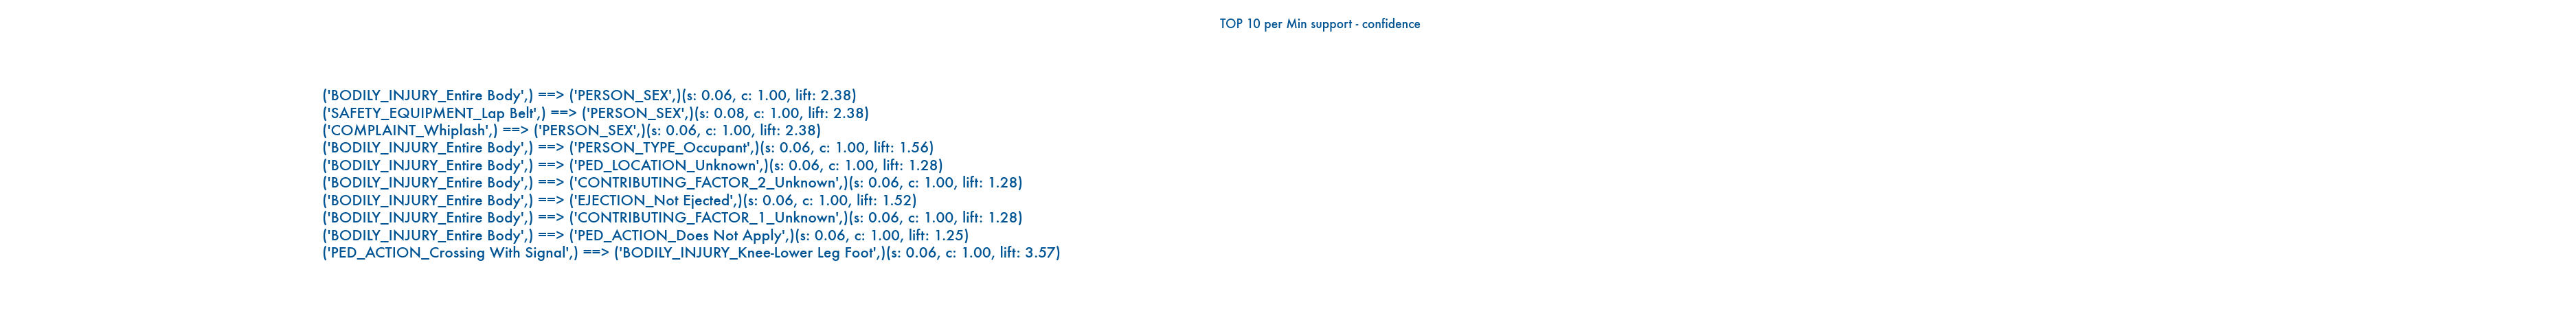 TOP 10 per Min support - confidence
('BODILY_INJURY_Entire Body',) ==> ('PERSON_SEX',)(s: 0.06, c: 1.00, lift: 2.38)
('SAFETY_EQUIPMENT_Lap Belt',) ==> ('PERSON_SEX',)(s: 0.08, c: 1.00, lift: 2.38)
('COMPLAINT_Whiplash',) ==> ('PERSON_SEX',)(s: 0.06, c: 1.00, lift: 2.38)
('BODILY_INJURY_Entire Body',) ==> ('PERSON_TYPE_Occupant',)(s: 0.06, c: 1.00, lift: 1.56)
('BODILY_INJURY_Entire Body',) ==> ('PED_LOCATION_Unknown',)(s: 0.06, c: 1.00, lift: 1.28)
('BODILY_INJURY_Entire Body',) ==> ('CONTRIBUTING_FACTOR_2_Unknown',)(s: 0.06, c: 1.00, lift: 1.28)
('BODILY_INJURY_Entire Body',) ==> ('EJECTION_Not Ejected',)(s: 0.06, c: 1.00, lift: 1.52)
('BODILY_INJURY_Entire Body',) ==> ('CONTRIBUTING_FACTOR_1_Unknown',)(s: 0.06, c: 1.00, lift: 1.28)
('BODILY_INJURY_Entire Body',) ==> ('PED_ACTION_Does Not Apply',)(s: 0.06, c: 1.00, lift: 1.25)
('PED_ACTION_Crossing With Signal',) ==> ('BODILY_INJURY_Knee-Lower Leg Foot',)(s: 0.06, c: 1.00, lift: 3.57)